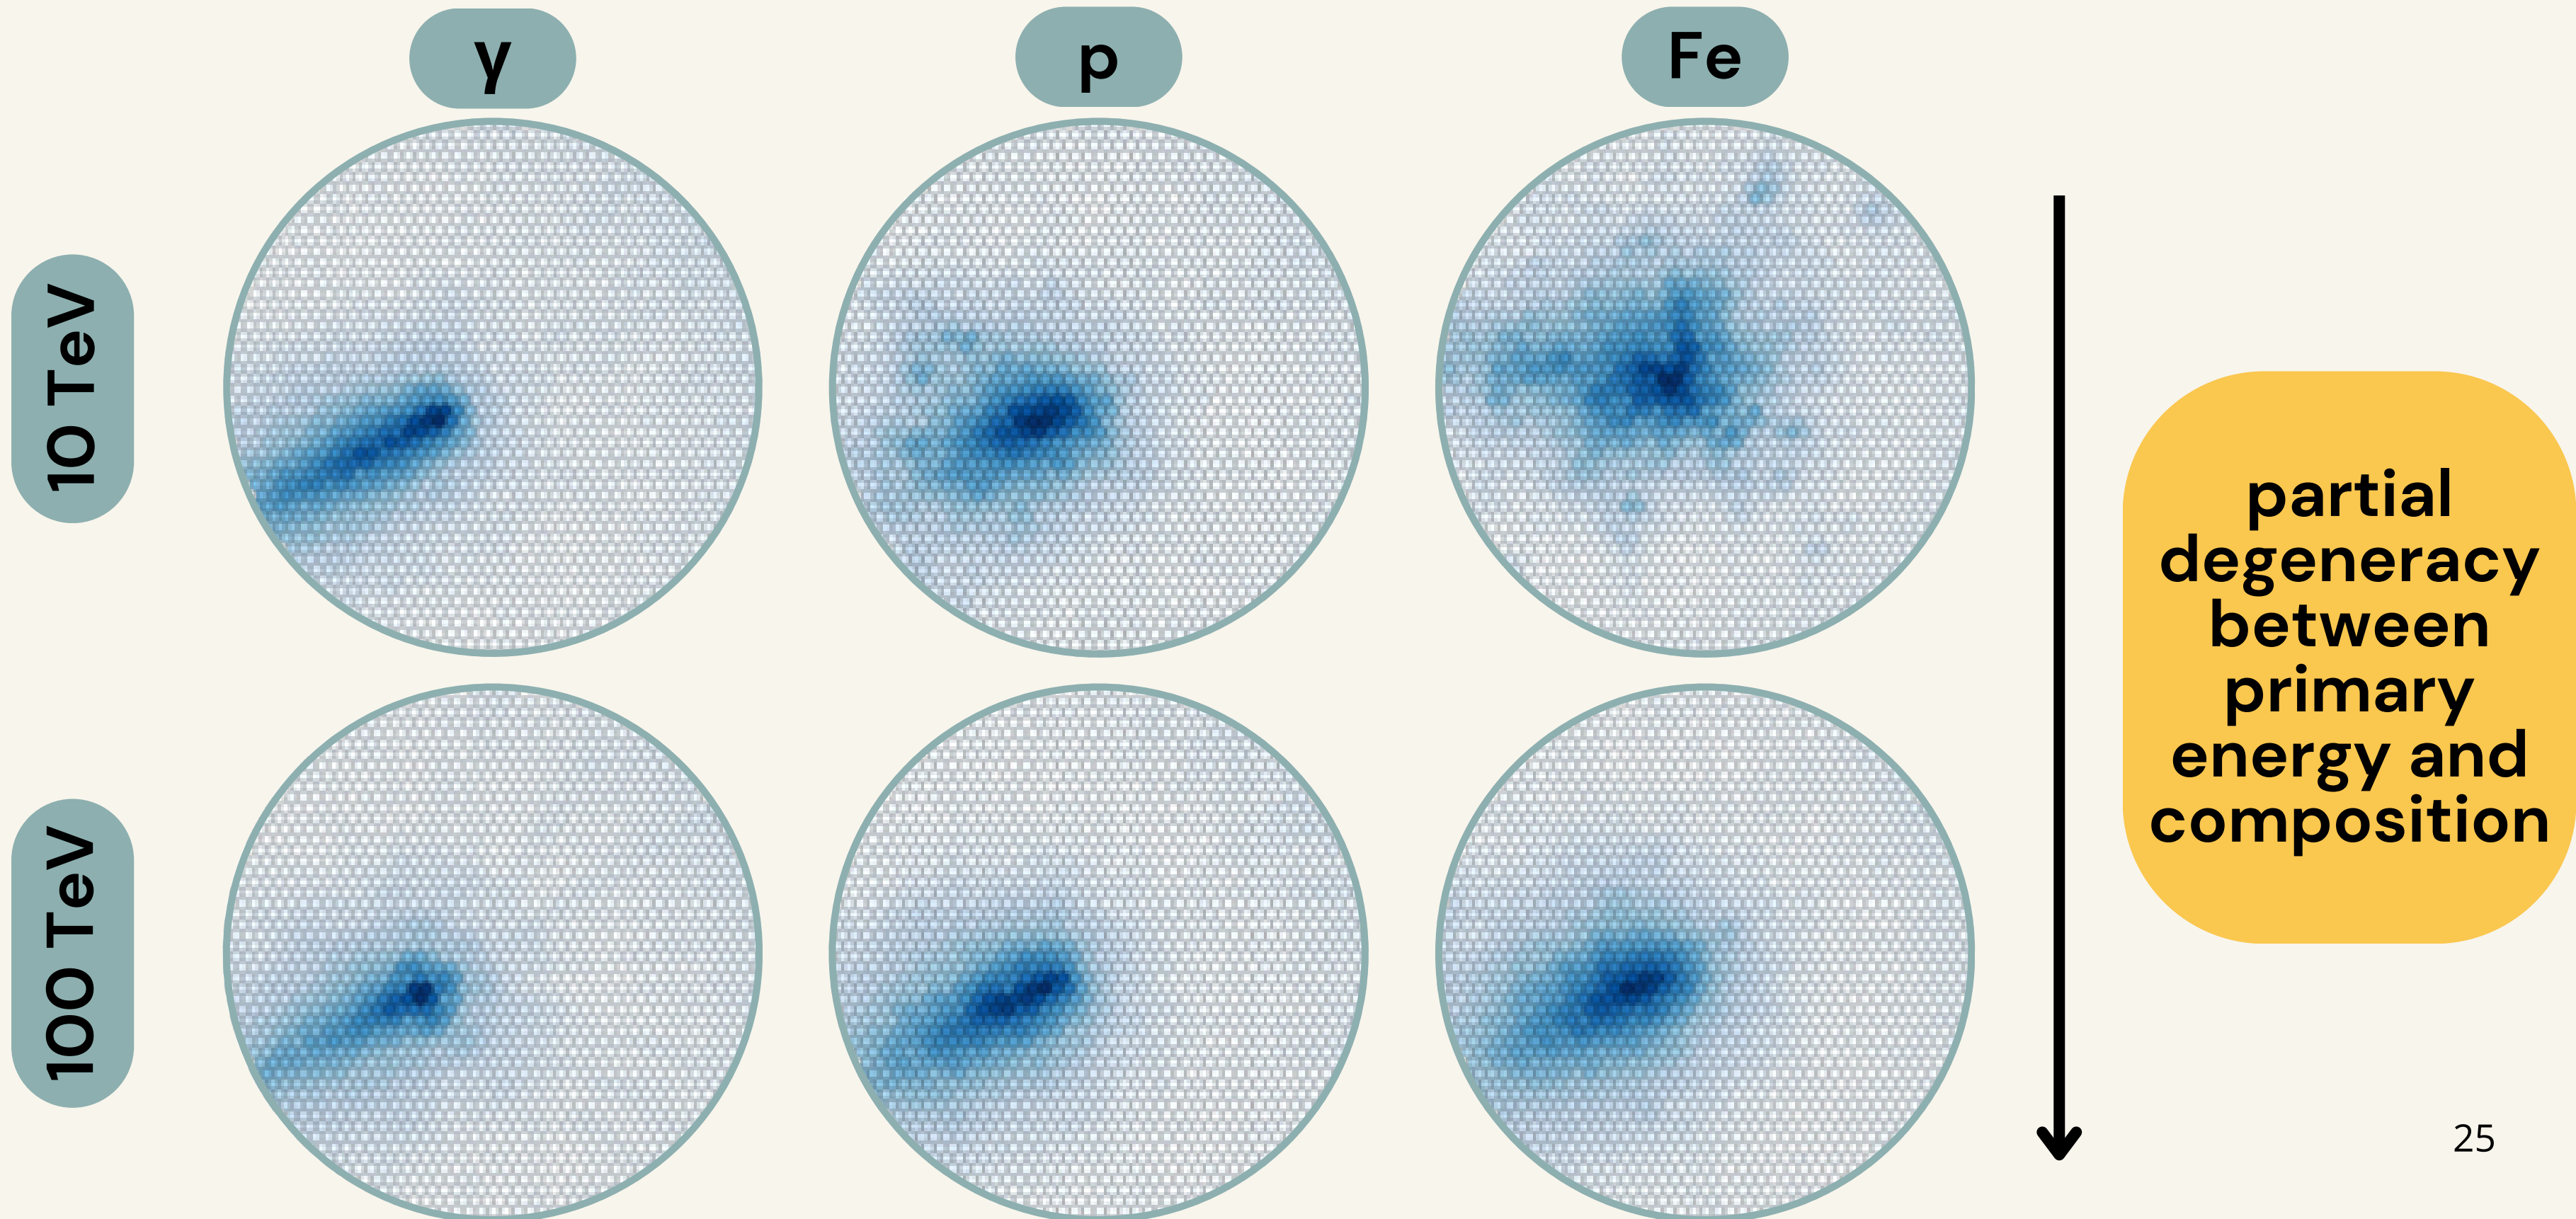 γ
p
Fe
10 TeV
100 TeV
partial
degeneracy
between
primary
energy and
composition
25